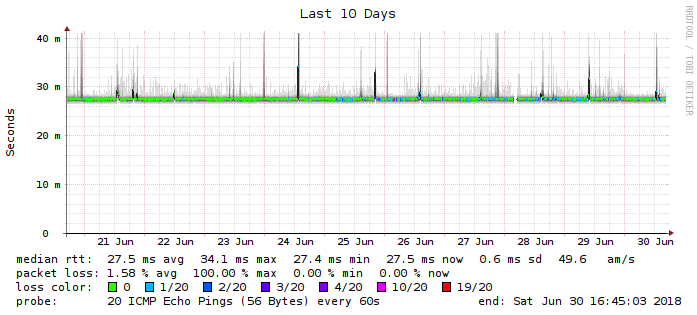 Last 10 Days
RRDTOOL / TOBI OETIKER
Seconds
40 m
30 m
20 m
10 m
0
21 Jun 22 Jun 23 Jun 24 Jun 25 Jun 26 Jun 27 Jun 28 Jun 29 Jun 30 Jun
median rtt: 27.5 ms avg 34.1 ms max 27.4 ms min 27.5 ms now 0.6 ms sd 49.6 am/s
packet loss: 1.58 % avg 100.00 % max 0.00 % min 0.00 % now
loss color: 0 1/20 2/20 3/20 4/20 10/20 19/20
probe: 20 ICMP Echo Pings (56 Bytes) every 60s end: Sat Jun 30 16:45:03 2018